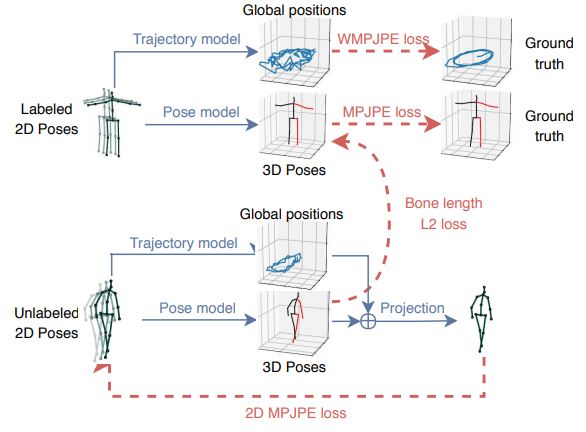 Global positions
Trajectory model
WMPJPE loss
Ground
truth
Labeled
2D Poses
Pose model
MPJPE loss
Ground
truth
3D Poses
Bone length
L2 loss
Global positions
Trajectory model
Unlabeled
2D Poses
Pose model
Projection
3D Poses
2D MPJPE loss